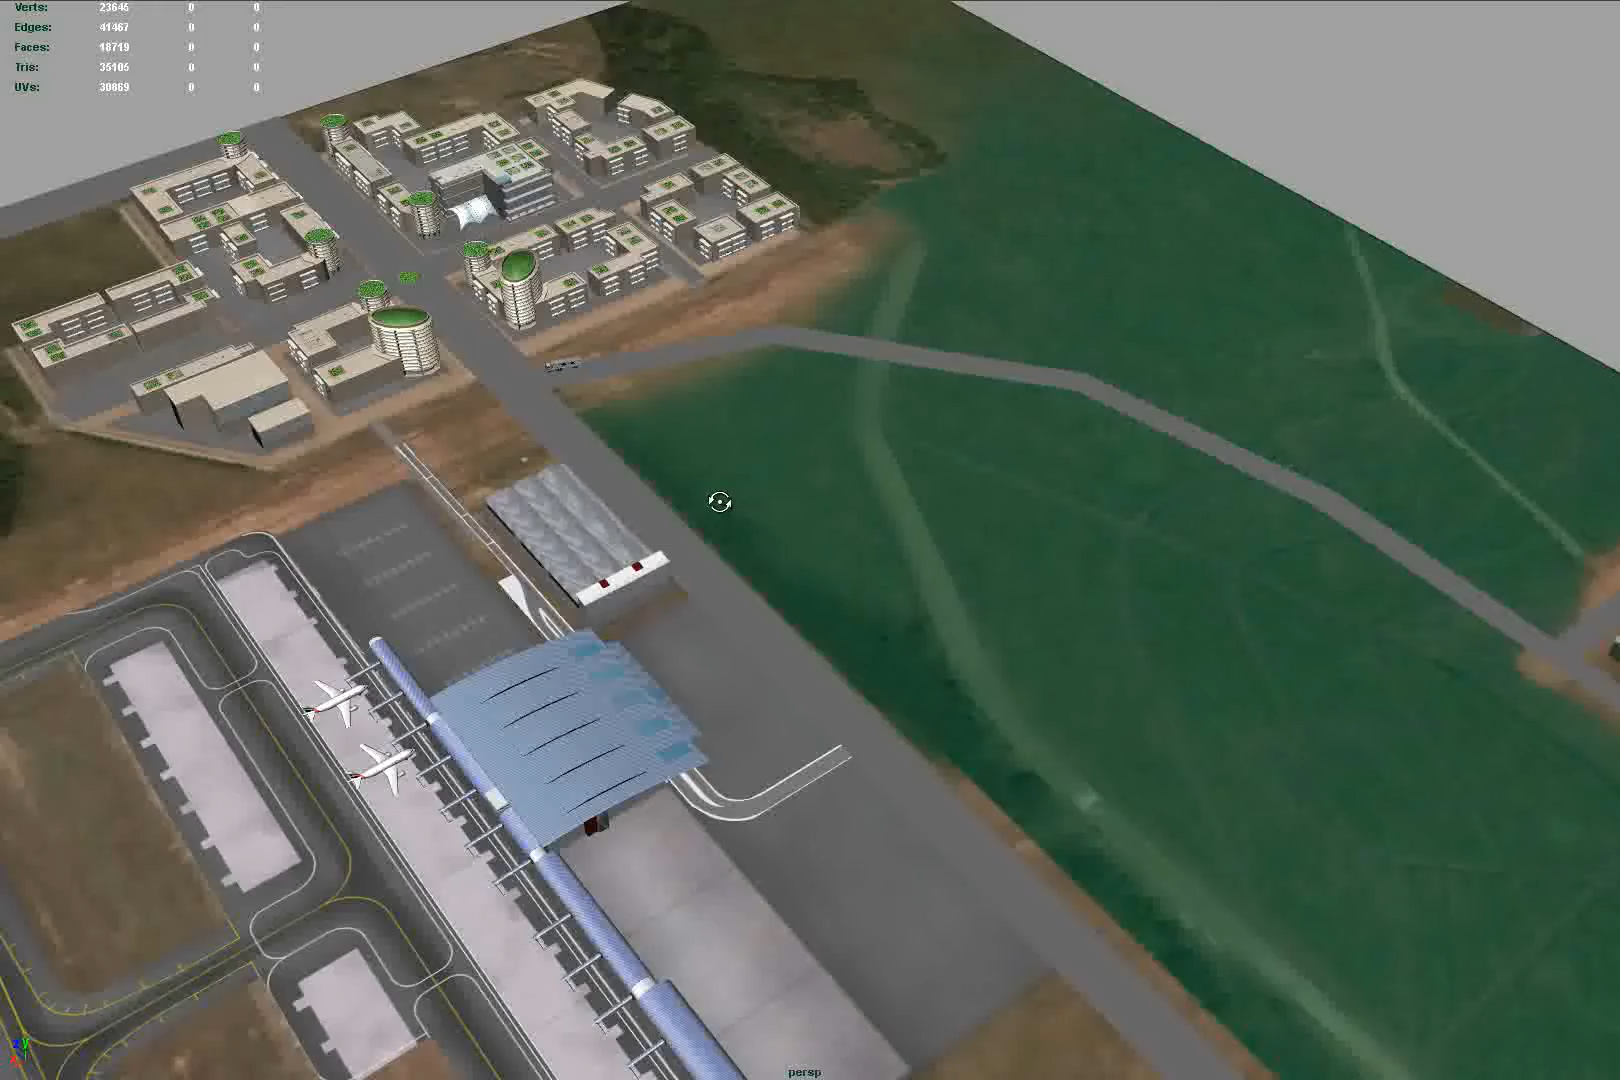 Verts: 23645 0 0
Edges: 41467 0 0
Faces: 18719 0 0
Tris: 35105 0 0
UVs: 30869 0 0
persp